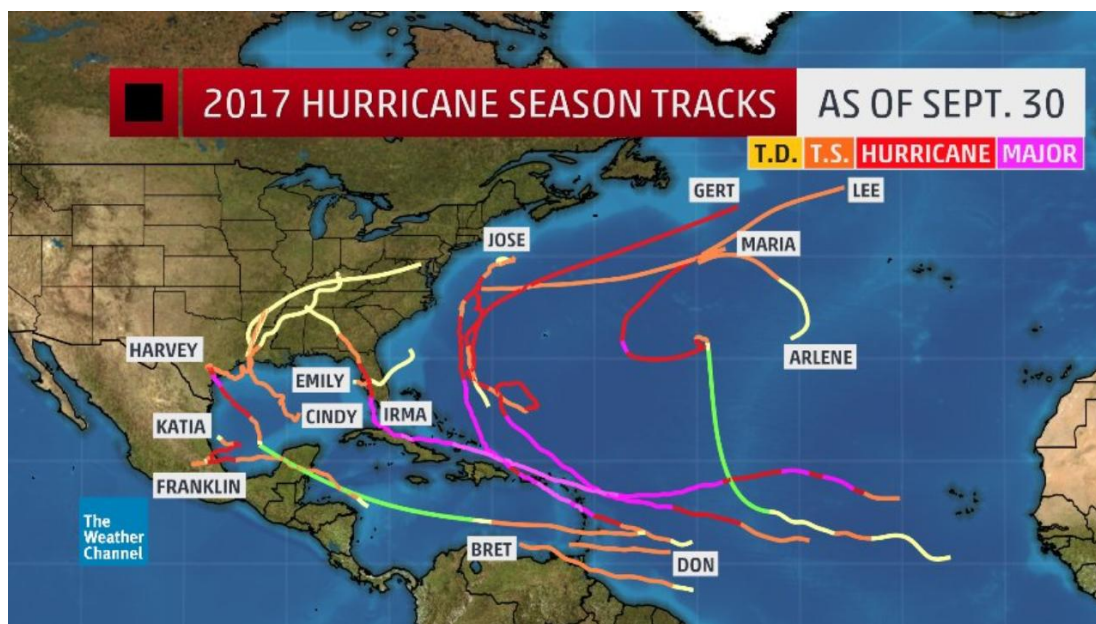 2017 HURRICANE SEASON TRACKS AS OF SEPT. 30
T.D. T.S. HURRICANE MAJOR
GERT
LEE
JOSE
MARIA
HARVEY
ARLENE
EMILY
CINDY
IRMA
KATIA
FRANKLIN
The
Weather
Channel
BRET
DON